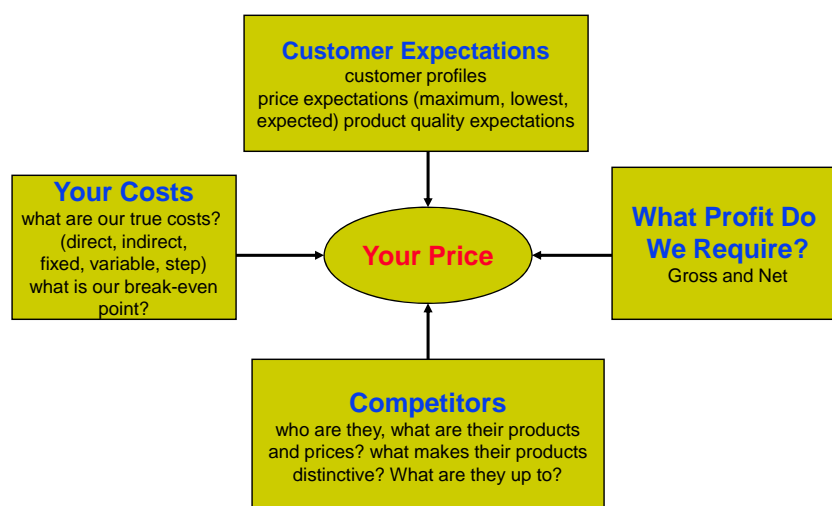 Customer Expectations
customer profiles
price expectations (maximum, lowest,
expected) product quality expectations
Your Costs
what are our true costs?
(direct, indirect,
fixed, variable, step)
what is our break-even
point?
Your Price
What Profit Do
We Require?
Gross and Net
Competitors
who are they, what are their products
and prices? what makes their products
distinctive? What are they up to?